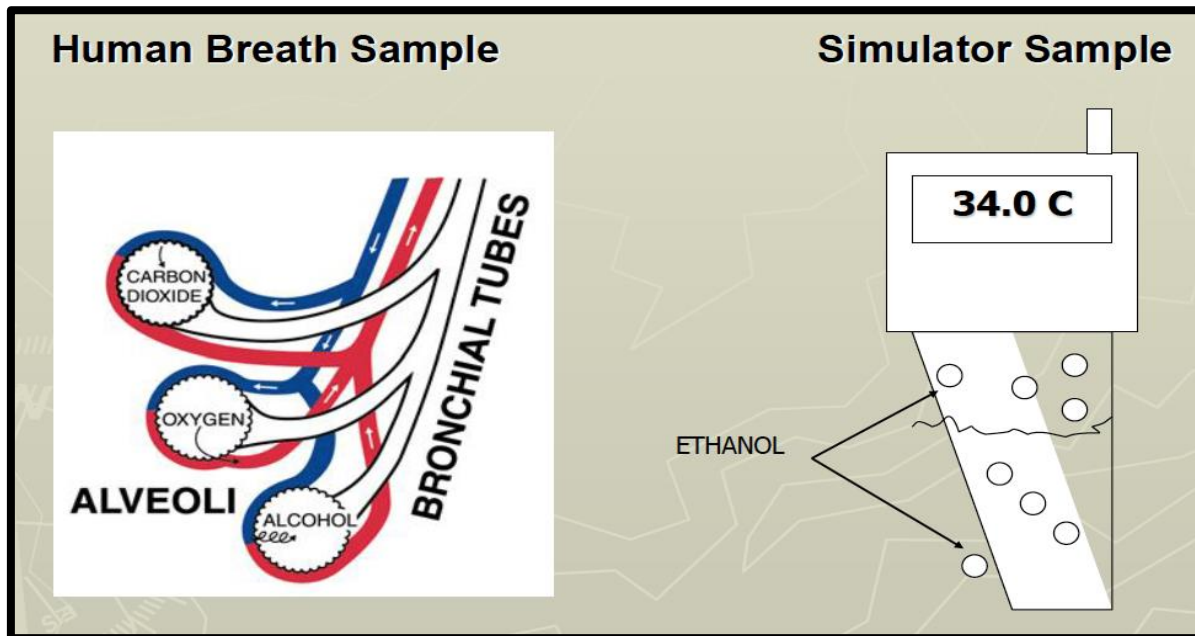 Human Breath Sample
Simulator Sample
CARBON
DIOXIDE
OXYGEN
ALVEOLI
ALCOHOL
BRONCHIAL TUBES
34.0 C
ETHANOL